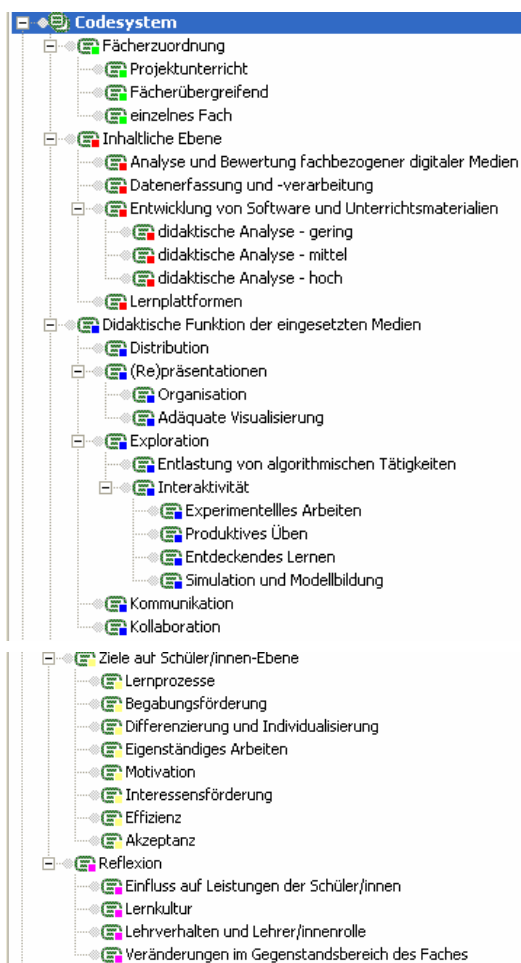 Codesystem
Fächerzuordnung
Projektunterricht
Fächerübergreifend
einzelnes Fach
Inhaltliche Ebene
Analyse und Bewertung fachbezogener digitaler Medien
Datenerfassung und -verarbeitung
Entwicklung von Software und Unterrichtsmaterialien
didaktische Analyse - gering
didaktische Analyse - mittel
didaktische Analyse - hoch
Lernplattformen
Didaktische Funktion der eingesetzten Medien
Distribution
(Re)präsentationen
Organisation
Adäquate Visualisierung
Exploration
Entlastung von algorithmischen Tätigkeiten
Interaktivität
Experimentellles Arbeiten
Produktives Üben
Entdeckendes Lernen
Simulation und Modellbildung
Kommunikation
Kollaboration
Ziele auf Schüler/innen-Ebene
Lernprozesse
Begabungsförderung
Differenzierung und Individualisierung
Eigenständiges Arbeiten
Motivation
Interessensförderung
Effizienz
Akzeptanz
Reflexion
Einfluss auf Leistungen der Schüler/innen
Lernkultur
Lehrverhalten und Lehrer/innenrolle
Veränderungen im Gegenstandsbereich des Faches